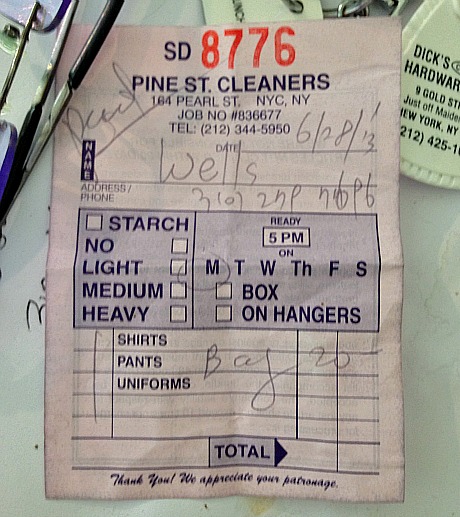 SD 8776
PINE ST. CLEANERS
164 PEARL ST. NYC, NY
JOB NO #836677
TEL: (212) 344-5950
Paid
DATE 6/28/13
NAME Wells
ADDRESS / PHONE
STARCH
NO
LIGHT
MEDIUM
HEAVY
READY
5 PM
ON
M T W Th F S
BOX
ON HANGERS
SHIRTS
PANTS
UNIFORMS
Bag 20
TOTAL
Thank You! We appreciate your patronage.
DICK'S
HARDWAR
9 GOLD ST
Just off Maide
NEW YORK, NY
212) 425-1